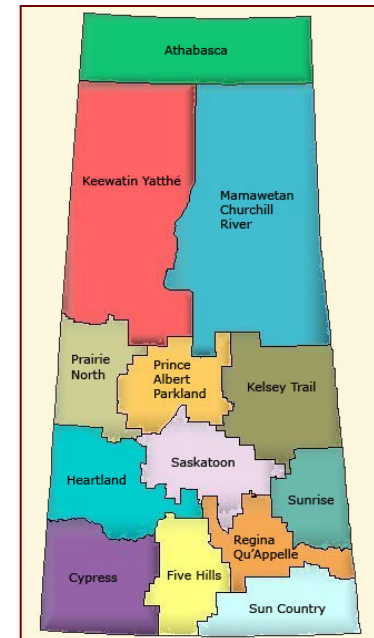 Athabasca
Keewatin Yatthé
Mamawetan
Churchill
River
Prairie
North
Prince
Albert
Parkland
Kelsey Trail
Saskatoon
Heartland
Sunrise
Regina
Qu'Appelle
Cypress
Five Hills
Sun Country